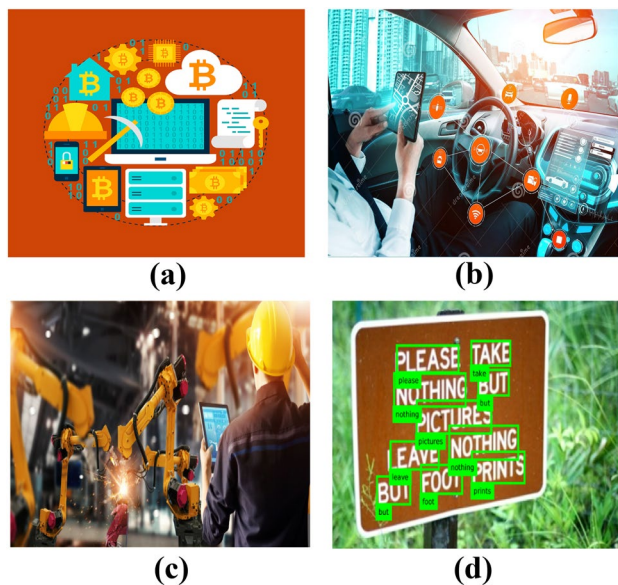 (a)
(b)
PLEASE TAKE
please take
NOTHING BUT
nothing but
PICTURES
pictures
LEAVE NOTHING
leave nothing
BUT FOOT PRINTS
but foot prints
(c)
(d)